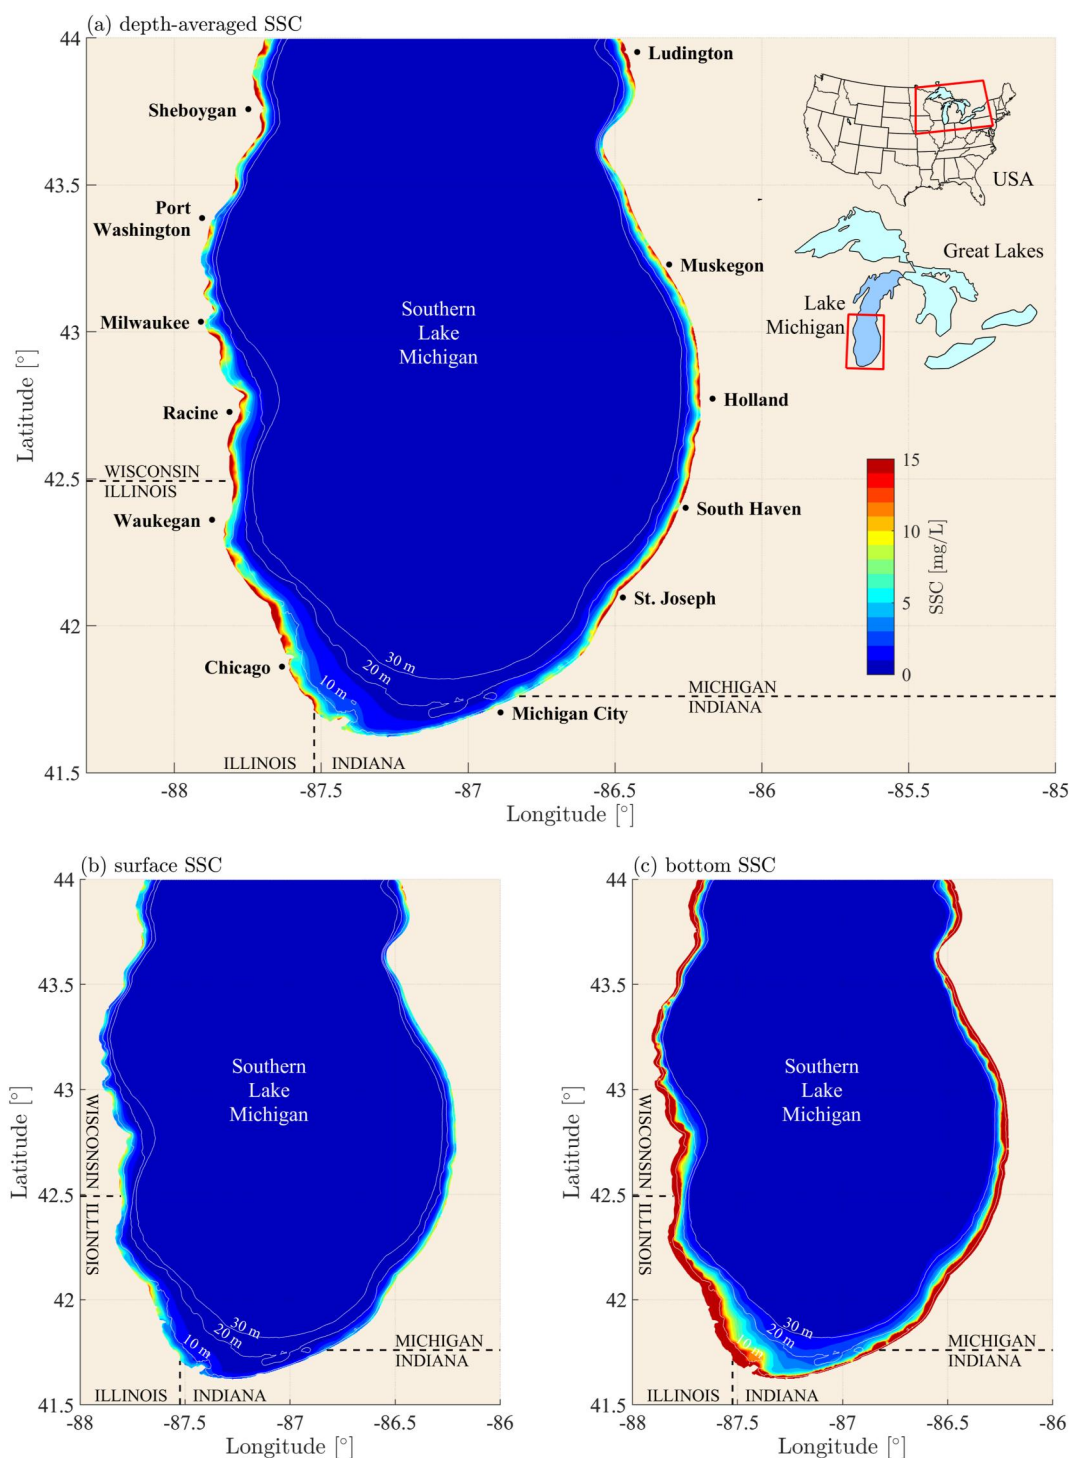 (a) depth-averaged SSC
44
43.5
43
42.5
42
41.5
Latitude [°]
-88
-87.5
-87
-86.5
-86
-85.5
-85
Longitude [°]
Ludington
Sheboygan
USA
Port
Washington
Great Lakes
Muskegon
Lake
Michigan
Southern
Lake
Michigan
Milwaukee
Racine
Holland
WISCONSIN
ILLINOIS
15
10
5
0
SSC [mg/L]
Waukegan
South Haven
St. Joseph
30 m
20 m
10 m
Chicago
MICHIGAN
INDIANA
Michigan City
ILLINOIS
INDIANA
(b) surface SSC
44
43.5
43
42.5
42
41.5
Latitude [°]
Southern
Lake
Michigan
WISCONSIN
ILLINOIS
30 m
20 m
10 m
MICHIGAN
INDIANA
ILLINOIS
INDIANA
-88
-87.5
-87
-86.5
-86
Longitude [°]
(c) bottom SSC
44
43.5
43
42.5
42
41.5
Latitude [°]
Southern
Lake
Michigan
WISCONSIN
ILLINOIS
30 m
20 m
10 m
MICHIGAN
INDIANA
ILLINOIS
INDIANA
-88
-87.5
-87
-86.5
-86
Longitude [°]